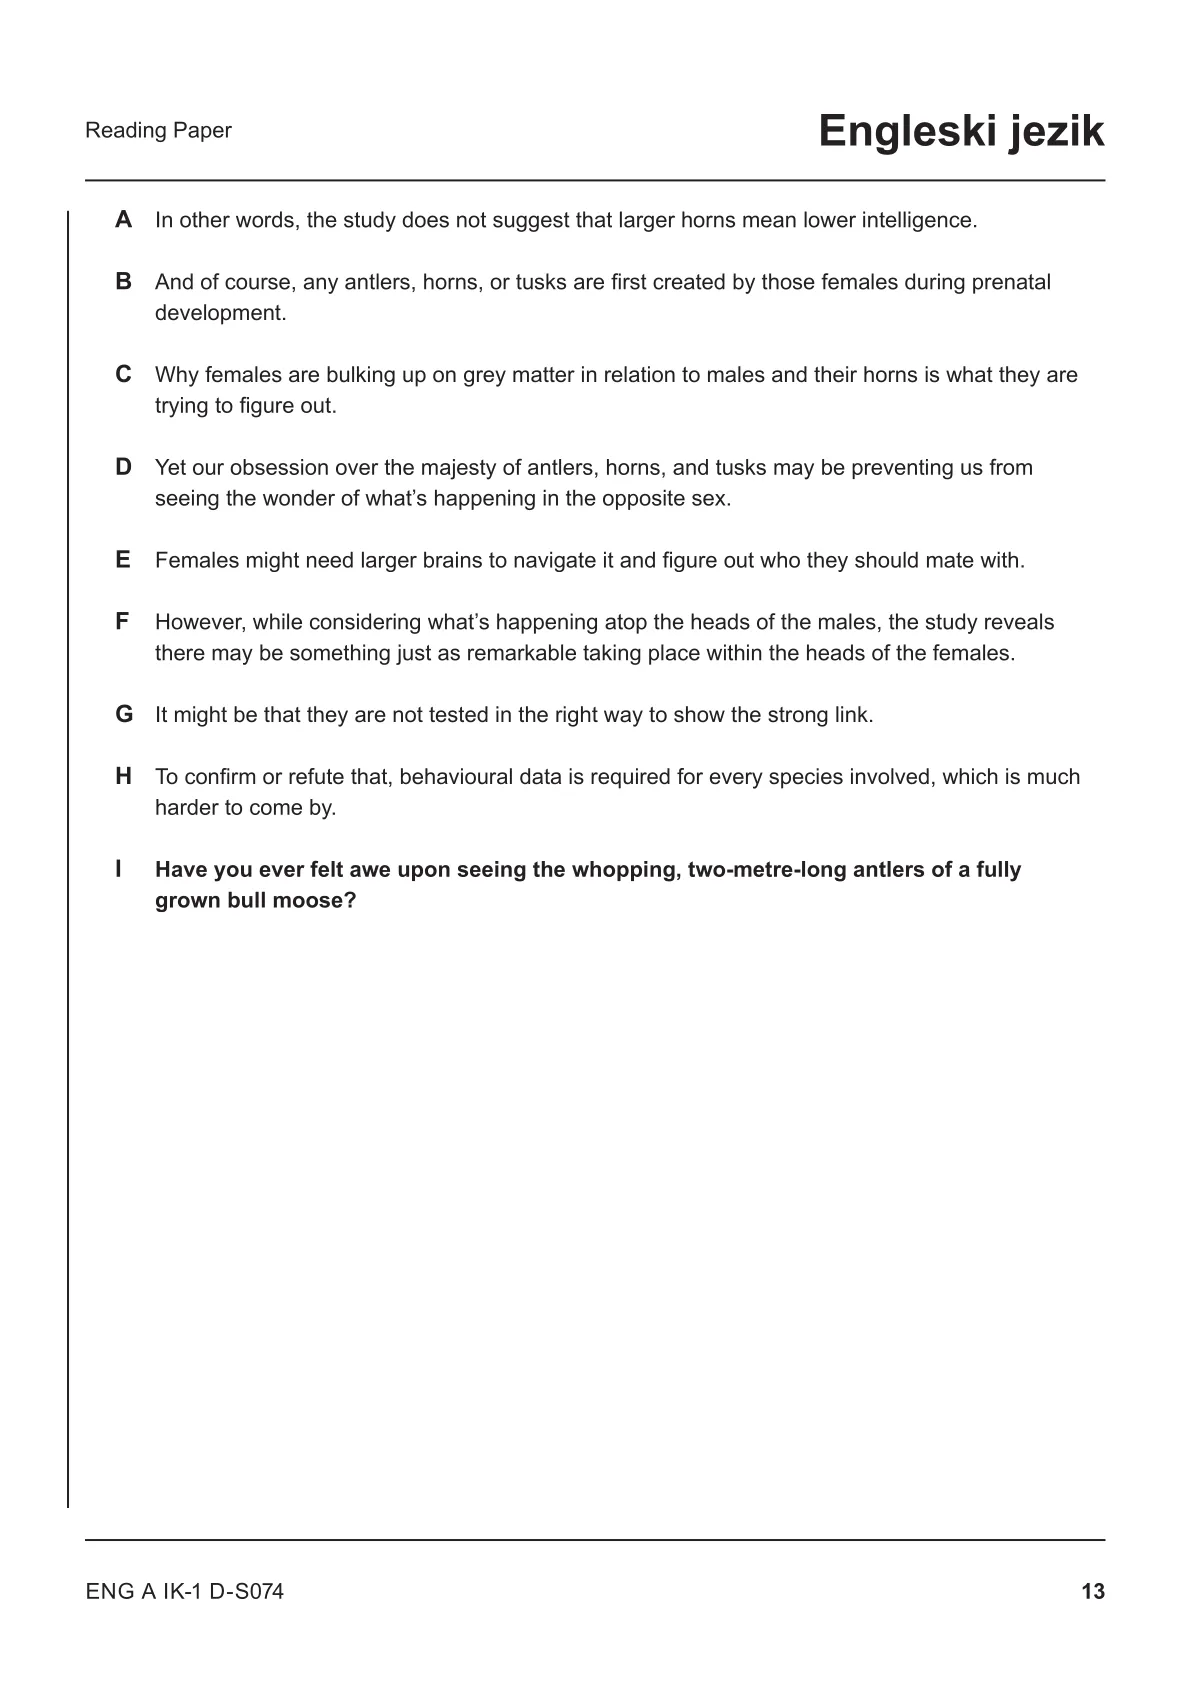 Reading Paper
Engleski jezik
A In other words, the study does not suggest that larger horns mean lower intelligence.
B And of course, any antlers, horns, or tusks are first created by those females during prenatal
development.
C Why females are bulking up on grey matter in relation to males and their horns is what they are
trying to figure out.
D Yet our obsession over the majesty of antlers, horns, and tusks may be preventing us from
seeing the wonder of what’s happening in the opposite sex.
E Females might need larger brains to navigate it and figure out who they should mate with.
F However, while considering what’s happening atop the heads of the males, the study reveals
there may be something just as remarkable taking place within the heads of the females.
G It might be that they are not tested in the right way to show the strong link.
H To confirm or refute that, behavioural data is required for every species involved, which is much
harder to come by.
I Have you ever felt awe upon seeing the whopping, two-metre-long antlers of a fully
grown bull moose?
ENG A IK-1 D-S074
13